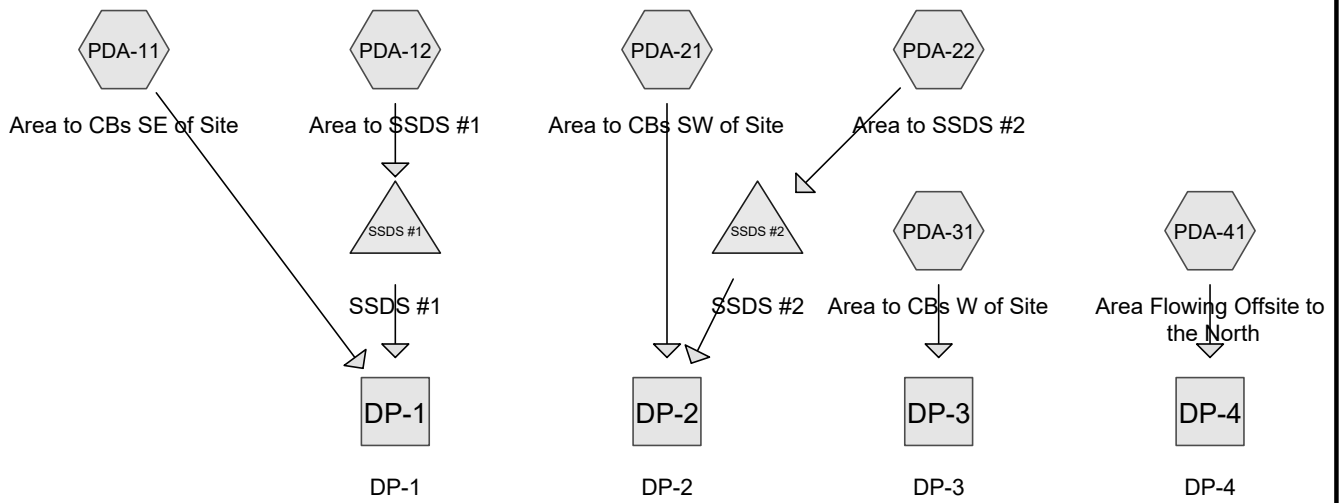 PDA-11
PDA-12
PDA-21
PDA-22
Area to CBs SE of Site
Area to SSDS #1
Area to CBs SW of Site
Area to SSDS #2
SSDS #1
SSDS #2
PDA-31
PDA-41
SSDS #1
SSDS #2
Area to CBs W of Site
Area Flowing Offsite to
the North
DP-1
DP-2
DP-3
DP-4
DP-1
DP-2
DP-3
DP-4